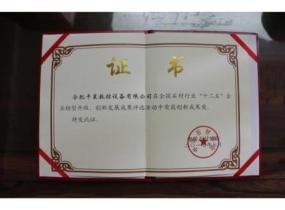 证书
合肥千聚数控设备有限公司在全国石材行业“十二五”企
业转型升级、创新发展成果评选活动中荣获创新成果奖。
特发此证。